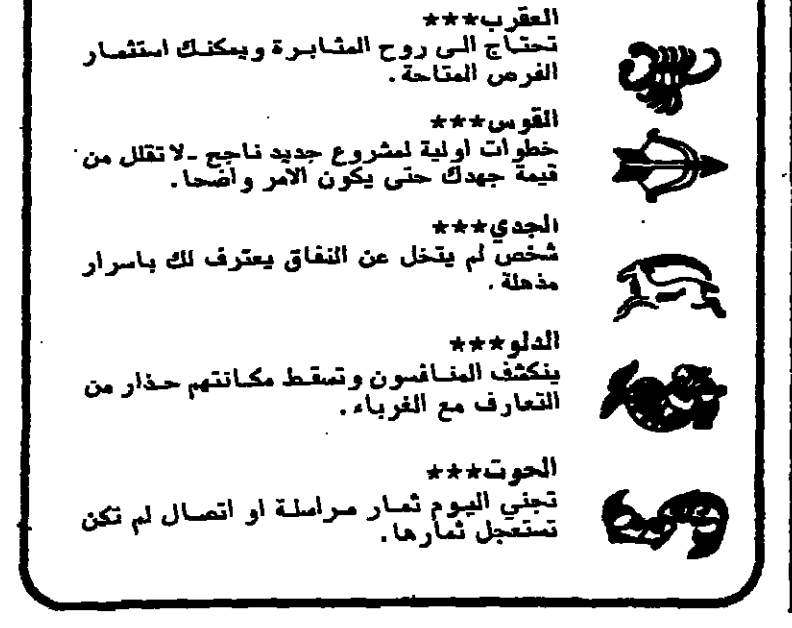 العقرب***
تحتاج الى روح المثابرة ويمكنك استثمار
الفرص المتاحة.
القوس***
خطوات اولية لمشروع جديد ناجح -لا تقلل من
قيمة جهدك حتى يكون الامر واضحا.
الجدي***
شخص لم يتخل عن النفاق يعترف لك باسرار
مذهلة.
الدلو***
ينكشف المنافسون وتسقط مكانتهم حذار من
التعارف مع الغرباء.
الحوت***
تجني اليوم ثمار مراسلة او اتصال لم تكن
تستعجل ثمارها.